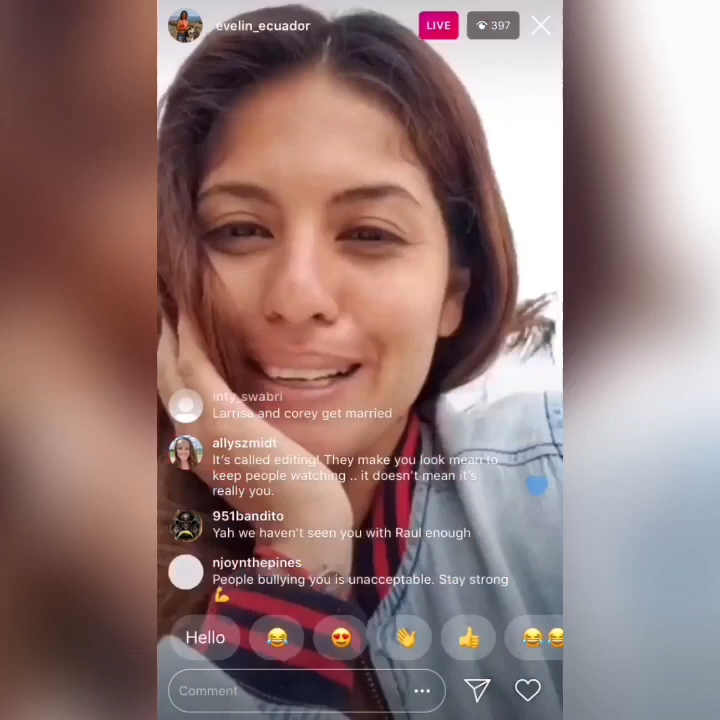 evelin_ecuador
LIVE
397
inty_swabri
Larrisa and corey get married
allyszmidt
It's called editing! They make you look mean to
keep people watching .. it doesn't mean it's
really you.
951bandito
Yah we haven't seen you with Raul enough
njoynthepines
People bullying you is unacceptable. Stay strong
💪
Hello 😂 😍 👋 👍 😂😂
Comment